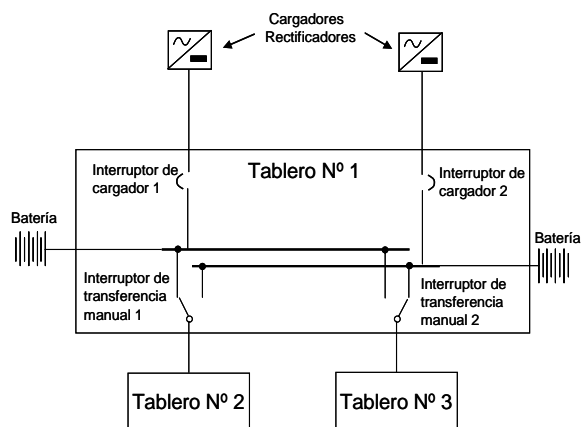 Cargadores
Rectificadores
Tablero Nº 1
Interruptor de
cargador 1
Interruptor de
cargador 2
Batería
Batería
Interruptor de
transferencia
manual 1
Interruptor de
transferencia
manual 2
Tablero Nº 2
Tablero Nº 3